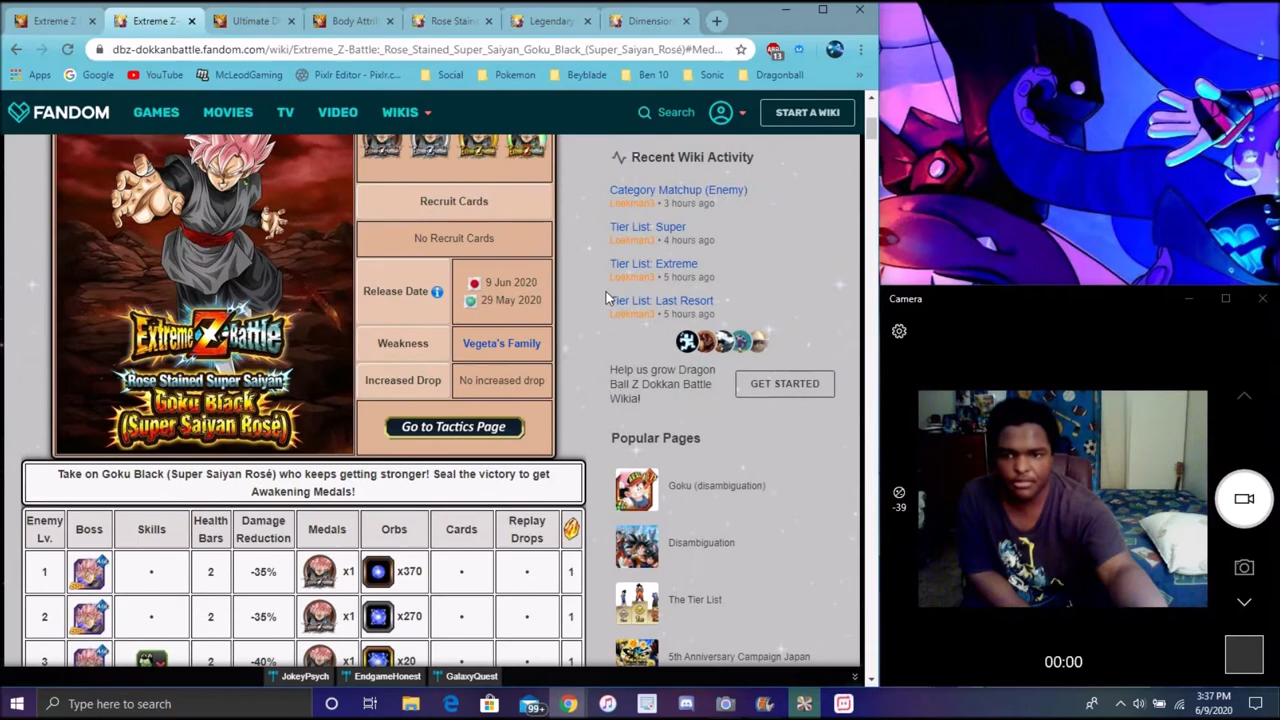 Extreme Z
Extreme Z-
Ultimate D
Body Attri
Rose Stain
Legendary
Dimension
dbz-dokkanbattle.fandom.com/wiki/Extreme_Z-Battle:_Rose_Stained_Super_Saiyan_Goku_Black_(Super_Saiyan_Rosé)#Med...
13
Apps Google YouTube McLeodGaming Pixlr Editor - Pixlr.c... Social Pokemon Beyblade Ben 10 Sonic Dragonball »
FANDOM GAMES MOVIES TV VIDEO WIKIS Search START A WIKI
Extreme Z-Battle
Rose Stained Super Saiyan
Goku Black
(Super Saiyan Rosé)
Recruit Cards
No Recruit Cards
Release Date 9 Jun 2020
29 May 2020
Weakness Vegeta's Family
Increased Drop No increased drop
Go to Tactics Page
Take on Goku Black (Super Saiyan Rosé) who keeps getting stronger! Seal the victory to get
Awakening Medals!
Enemy Lv. Boss Skills Health Bars Damage Reduction Medals Orbs Cards Replay Drops
1 • 2 -35% x1 x370 • • 1
2 • 2 -35% x1 x270 • • 1
3 2 -40% x1 x20 • • 1
Recent Wiki Activity
Category Matchup (Enemy)
Loekman3 • 3 hours ago
Tier List: Super
Loekman3 • 4 hours ago
Tier List: Extreme
Loekman3 • 5 hours ago
Tier List: Last Resort
Loekman3 • 5 hours ago
Help us grow Dragon
Ball Z Dokkan Battle
Wikia!
GET STARTED
Popular Pages
Goku (disambiguation)
Disambiguation
The Tier List
5th Anniversary Campaign Japan
JokeyPsych EndgameHonest GalaxyQuest
Camera
-39
00:00
Type here to search
99+
3:37 PM
6/9/2020